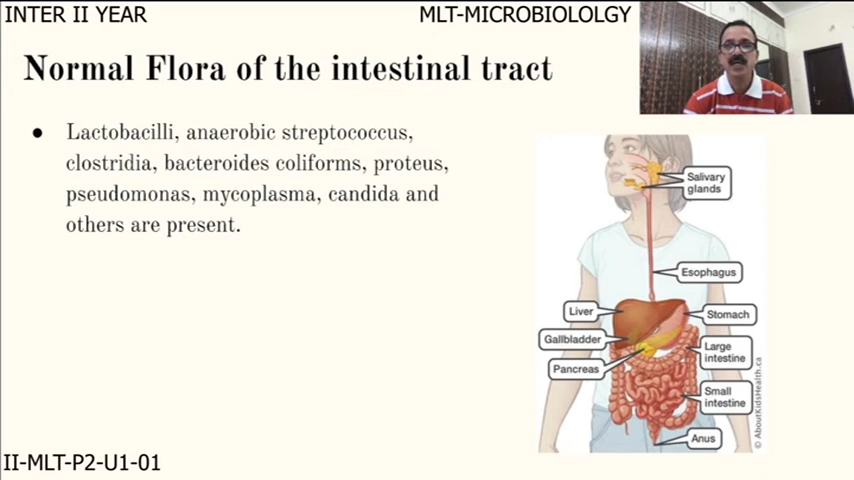 INTER II YEAR
MLT-MICROBIOLOLGY
Normal Flora of the intestinal tract
● Lactobacilli, anaerobic streptococcus,
clostridia, bacteroides coliforms, proteus,
pseudomonas, mycoplasma, candida and
others are present.
Salivary
glands
Esophagus
Liver
Stomach
Gallbladder
Large
intestine
Pancreas
Small
intestine
Anus
© AboutKidsHealth.ca
II-MLT-P2-U1-01